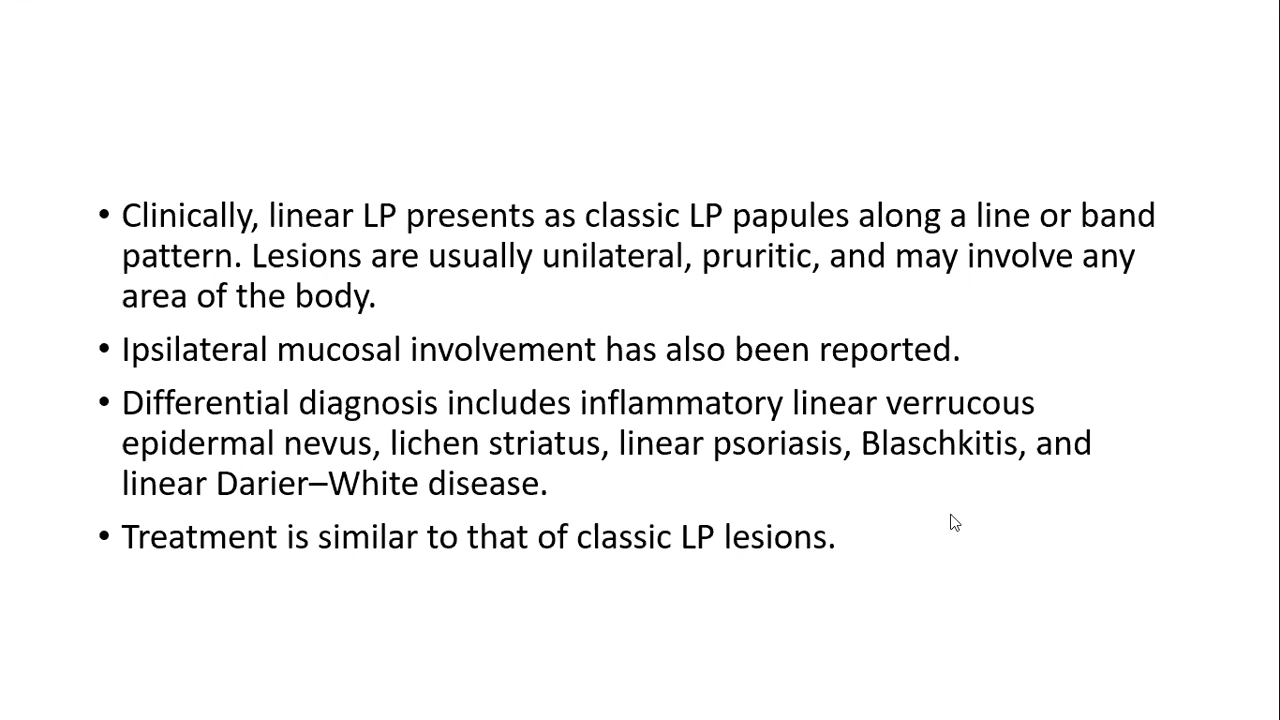 • Clinically, linear LP presents as classic LP papules along a line or band
pattern. Lesions are usually unilateral, pruritic, and may involve any
area of the body.
• Ipsilateral mucosal involvement has also been reported.
• Differential diagnosis includes inflammatory linear verrucous
epidermal nevus, lichen striatus, linear psoriasis, Blaschkitis, and
linear Darier–White disease.
• Treatment is similar to that of classic LP lesions.